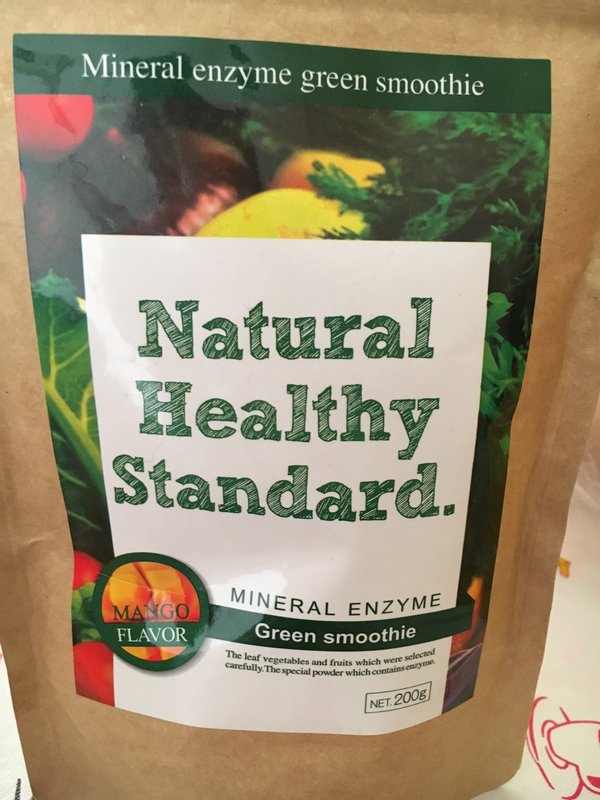 Mineral enzyme green smoothie
Natural
Healthy
Standard.
MANGO
FLAVOR
MINERAL ENZYME
Green smoothie
The leaf vegetables and fruits which were selected
carefully.The special powder which contains enzyme.
NET.200g